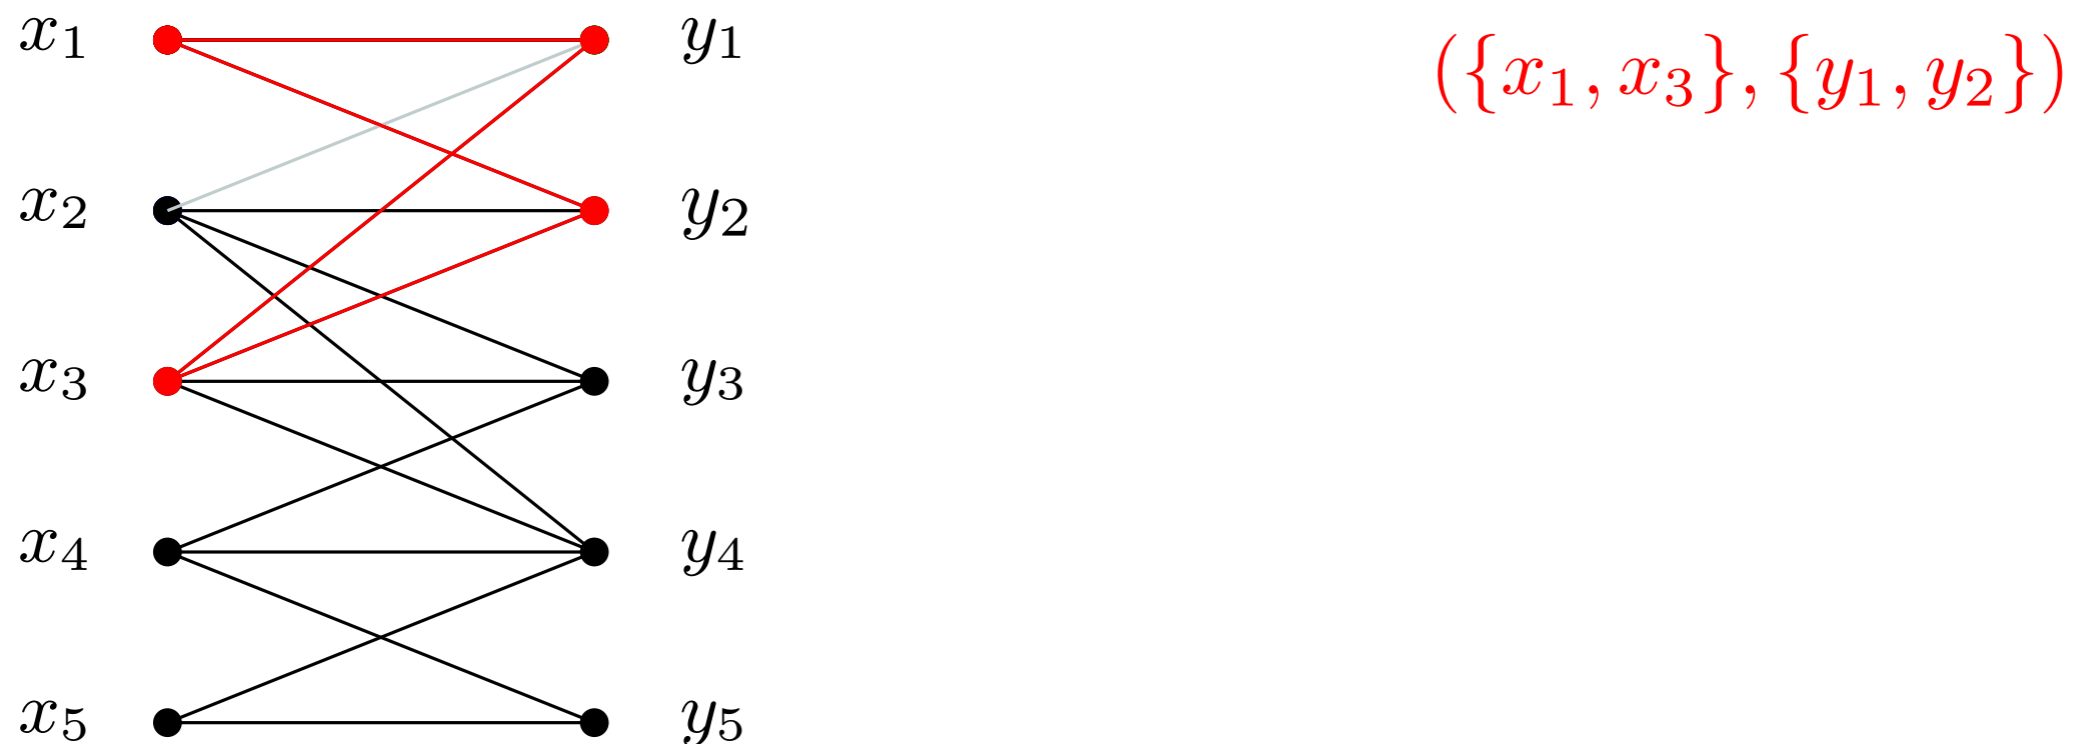 x₁ y₁ ({x₁, x₃}, {y₁, y₂})
x₂ y₂
x₃ y₃
x₄ y₄
x₅ y₅